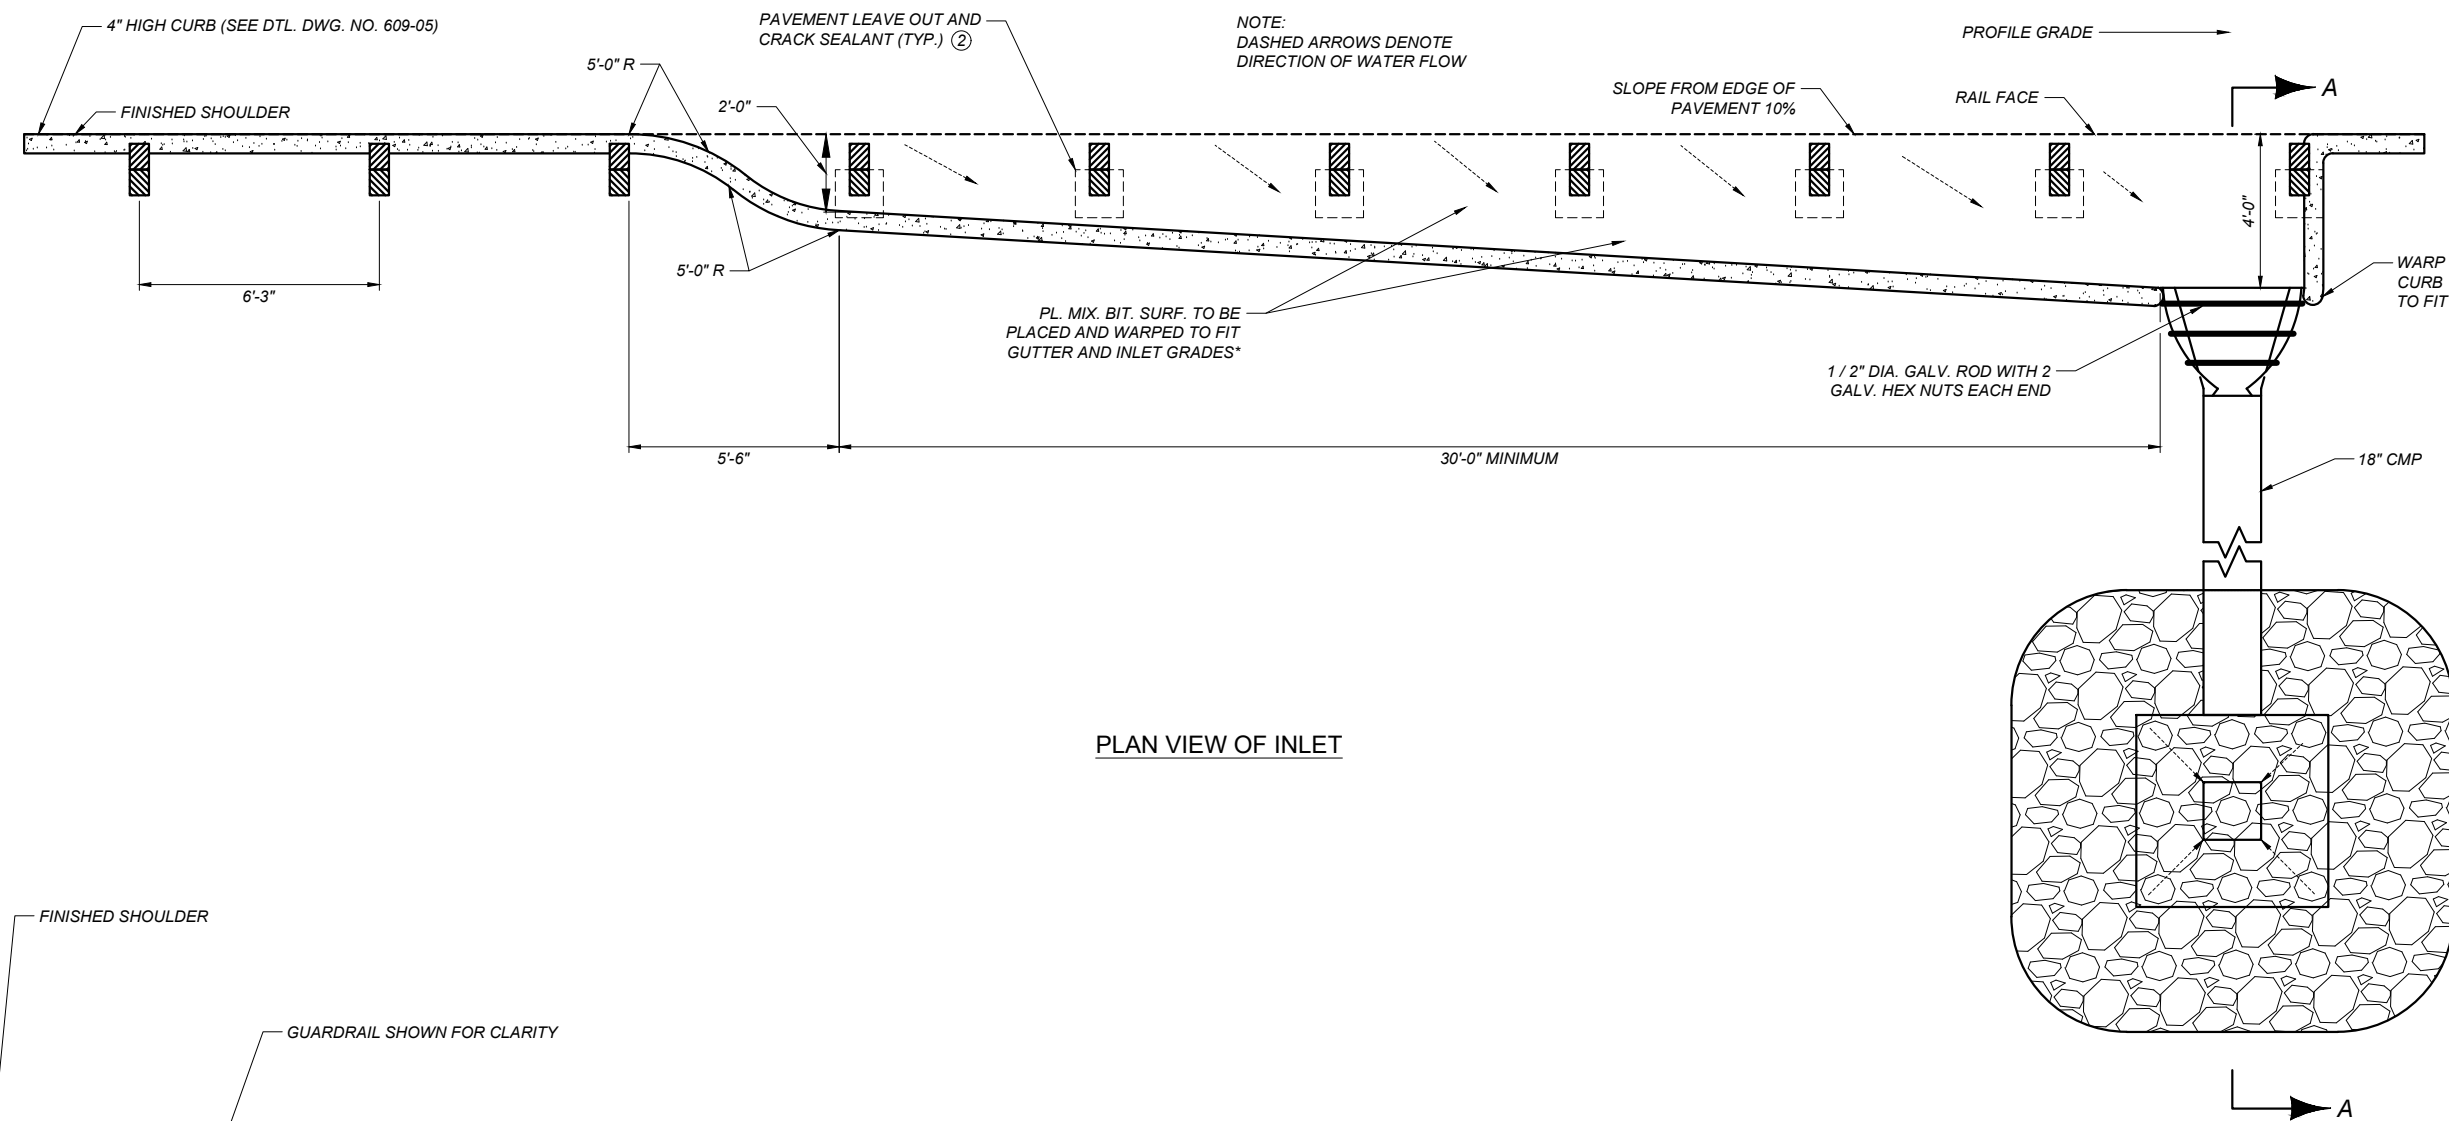 4" HIGH CURB (SEE DTL. DWG. NO. 609-05)
PAVEMENT LEAVE OUT AND
CRACK SEALANT (TYP.) ②
NOTE:
DASHED ARROWS DENOTE
DIRECTION OF WATER FLOW
PROFILE GRADE
5'-0" R
SLOPE FROM EDGE OF
PAVEMENT 10%
RAIL FACE
A
FINISHED SHOULDER
2'-0"
4'-0"
5'-0" R
6'-3"
WARP
CURB
TO FIT
PL. MIX. BIT. SURF. TO BE
PLACED AND WARPED TO FIT
GUTTER AND INLET GRADES*
1 / 2" DIA. GALV. ROD WITH 2
GALV. HEX NUTS EACH END
5'-6"
30'-0" MINIMUM
18" CMP
PLAN VIEW OF INLET
FINISHED SHOULDER
GUARDRAIL SHOWN FOR CLARITY
A